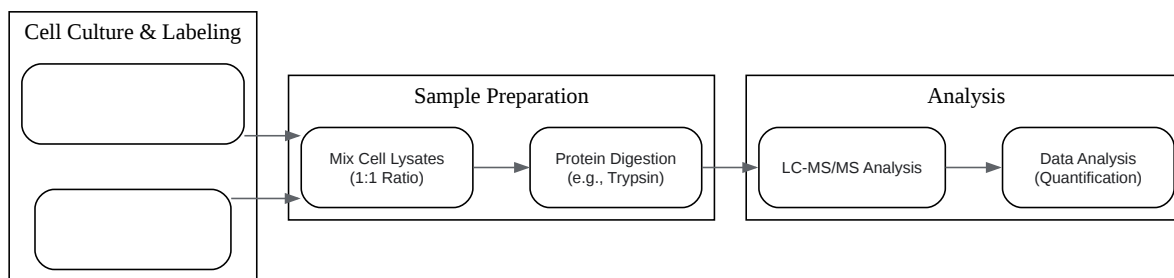 Cell Culture & Labeling
Sample Preparation
Mix Cell Lysates
(1:1 Ratio)
Protein Digestion
(e.g., Trypsin)
Analysis
LC-MS/MS Analysis
Data Analysis
(Quantification)